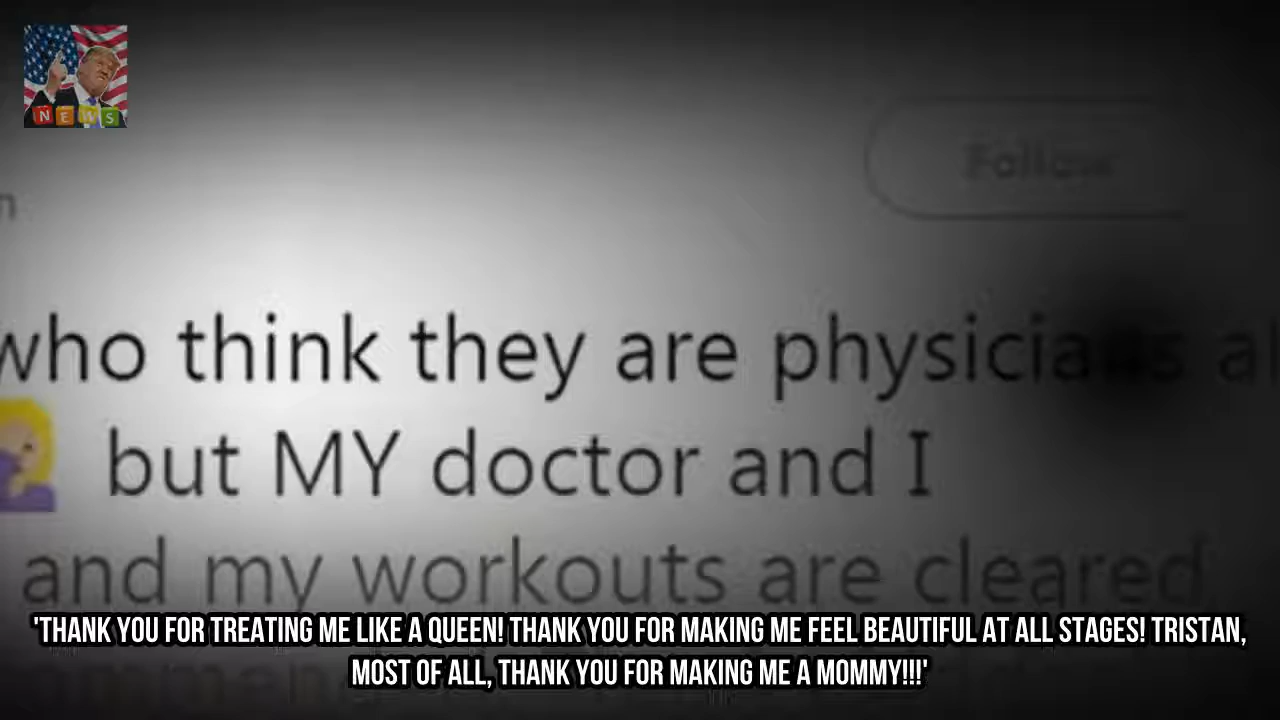 NEWS
Follow
who think they are physicians
but MY doctor and I
and my workouts are cleared
'THANK YOU FOR TREATING ME LIKE A QUEEN! THANK YOU FOR MAKING ME FEEL BEAUTIFUL AT ALL STAGES! TRISTAN,
MOST OF ALL, THANK YOU FOR MAKING ME A MOMMY!!!'